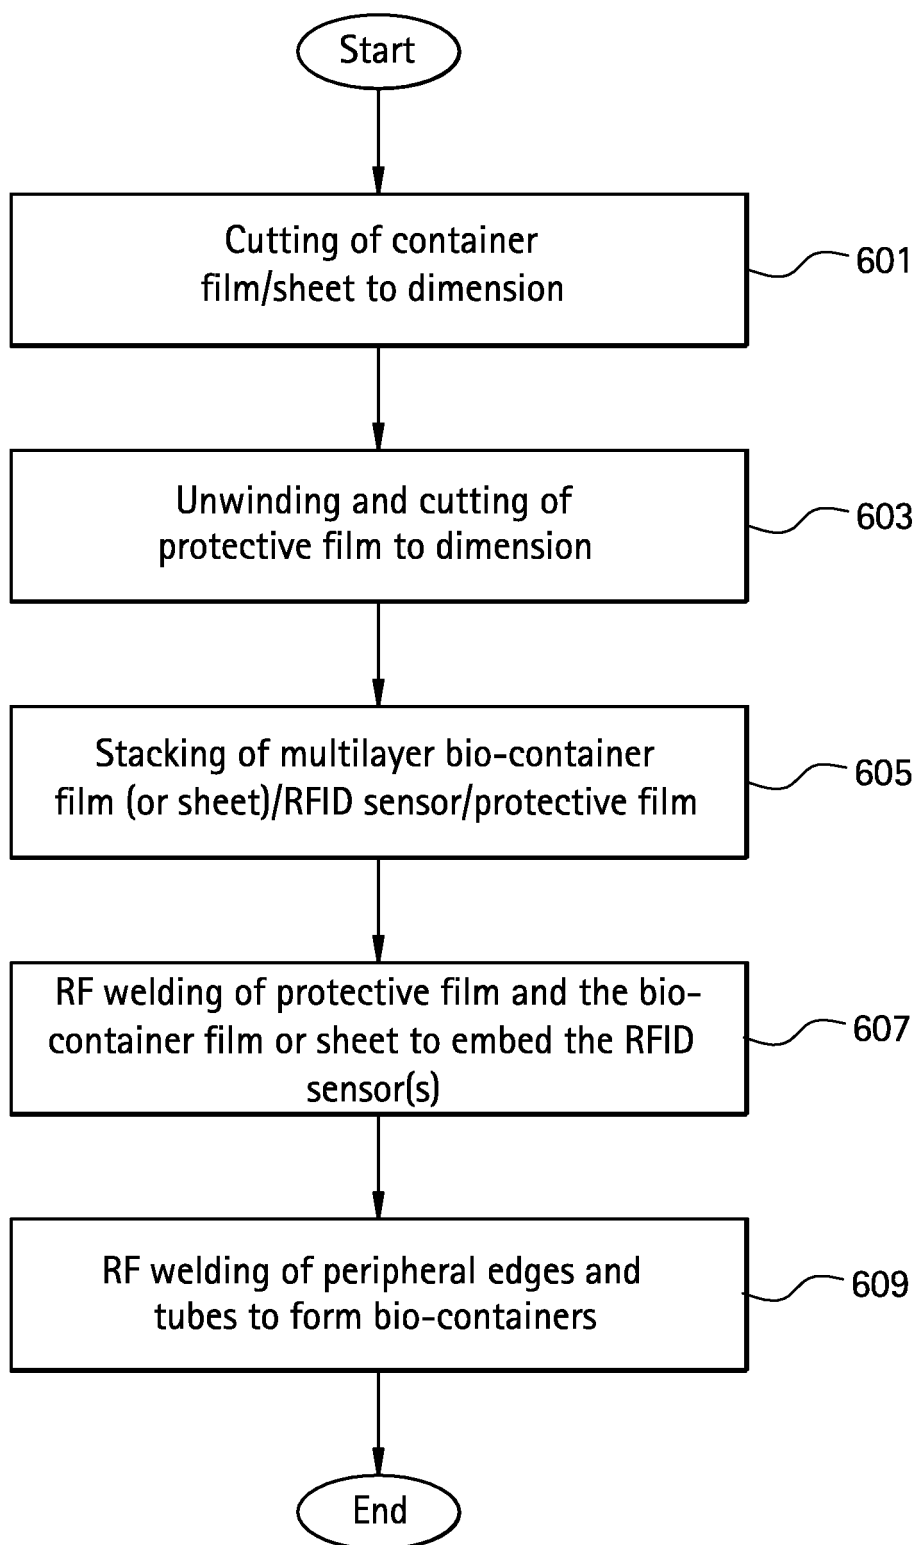 Start
Cutting of container
film/sheet to dimension
601
Unwinding and cutting of
protective film to dimension
603
Stacking of multilayer bio-container
film (or sheet)/RFID sensor/protective film
605
RF welding of protective film and the bio-
container film or sheet to embed the RFID
sensor(s)
607
RF welding of peripheral edges and
tubes to form bio-containers
609
End